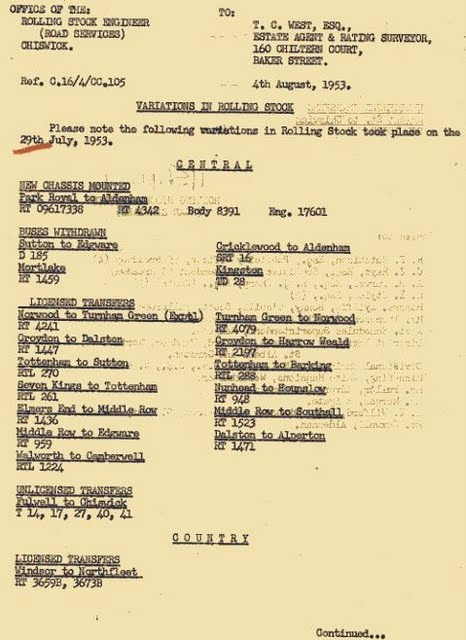 OFFICE OF THE:
ROLLING STOCK ENGINEER
(ROAD SERVICES)
CHISWICK.
TO:
T. C. WEST, ESQ.,
ESTATE AGENT & RATING SURVEYOR,
160 CHILTERN COURT,
BAKER STREET.
Ref. C.16/4/CC.105
4th August, 1953.
VARIATIONS IN ROLLING STOCK
Please note the following variations in Rolling Stock took place on the
29th July, 1953.
CENTRAL
NEW CHASSIS MOUNTED
Park Royal to Aldenham
RT 09617338 RT 4342 Body 8391 Eng. 17601
BUSES WITHDRAWN
Sutton to Edgware
D 185
Mortlake
RT 1459
Cricklewood to Aldenham
SRT 16
Kingston
TD 28
LICENSED TRANSFERS
Norwood to Turnham Green (Exptl)
RT 4241
Croydon to Dalston
RT 1447
Tottenham to Sutton
RTL 270
Seven Kings to Tottenham
RTL 261
Elmers End to Middle Row
RT 1436
Middle Row to Edgware
RT 959
Walworth to Camberwell
RTL 1224
Turnham Green to Norwood
RT 4079
Croydon to Harrow Weald
RT 2197
Tottenham to Barking
RTL 288
Nunhead to Hounslow
RT 948
Middle Row to Southall
RT 1523
Dalston to Alperton
RT 1471
UNLICENSED TRANSFERS
Fulwell to Chiswick
T 14, 17, 27, 40, 41
COUNTRY
LICENSED TRANSFERS
Windsor to Northfleet
RT 3659B, 3673B
Continued...